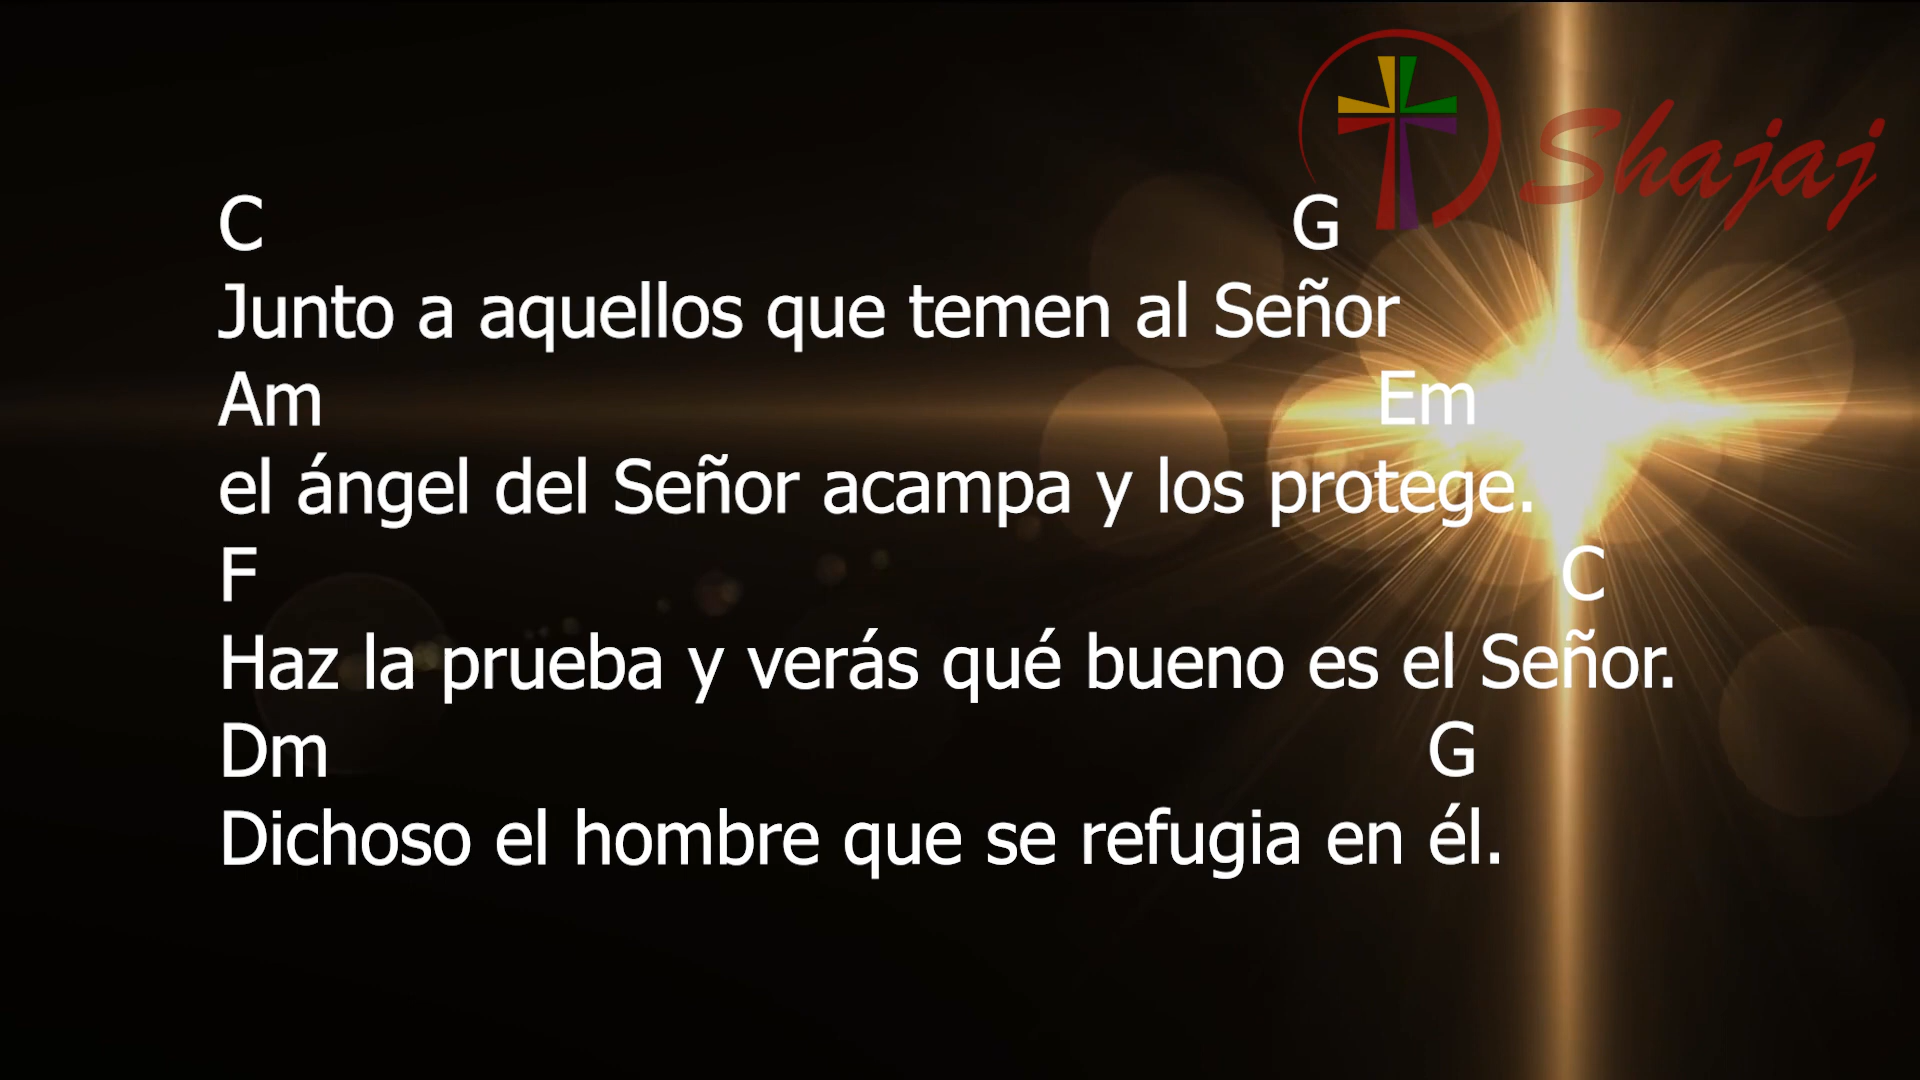 Shajaj
C G
Junto a aquellos que temen al Señor
Am Em
el ángel del Señor acampa y los protege.
F C
Haz la prueba y verás qué bueno es el Señor.
Dm G
Dichoso el hombre que se refugia en él.